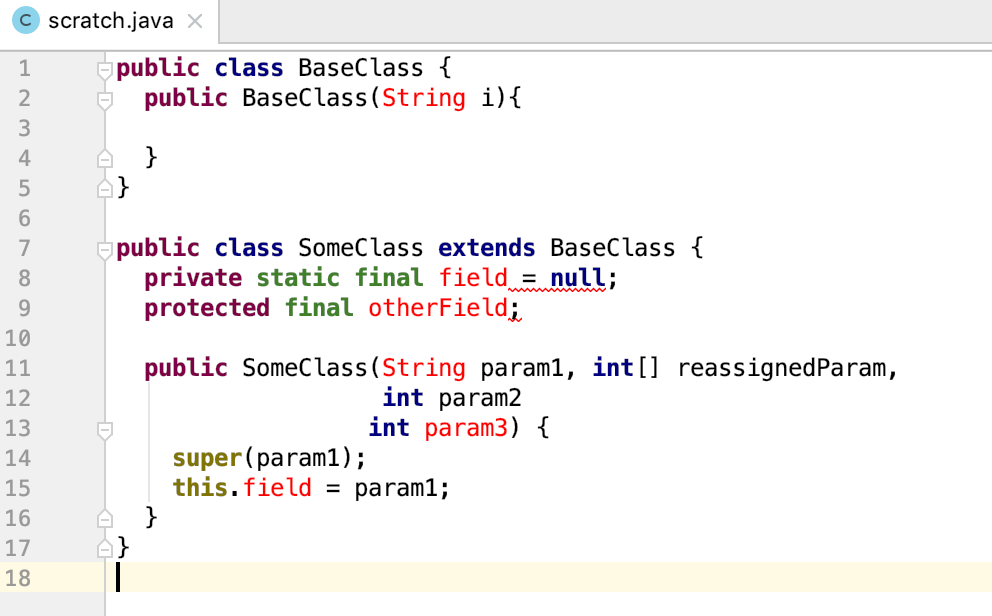 C scratch.java ×
1 public class BaseClass {
2   public BaseClass(String i){
3
4   }
5 }
6
7 public class SomeClass extends BaseClass {
8   private static final field = null;
9   protected final otherField;
10
11   public SomeClass(String param1, int[] reassignedParam,
12                    int param2
13                   int param3) {
14     super(param1);
15     this.field = param1;
16   }
17 }
18